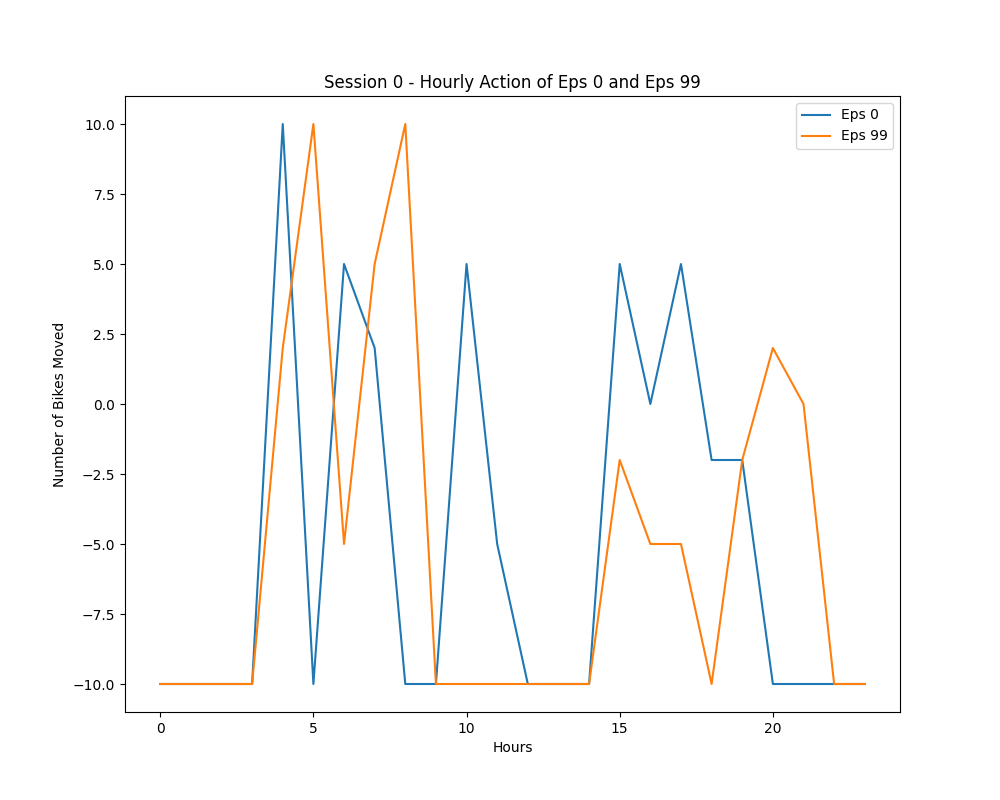 Session 0 - Hourly Action of Eps 0 and Eps 99
Eps 0
Eps 99
10.0
7.5
5.0
2.5
0.0
−2.5
−5.0
−7.5
−10.0
Number of Bikes Moved
0 5 10 15 20
Hours